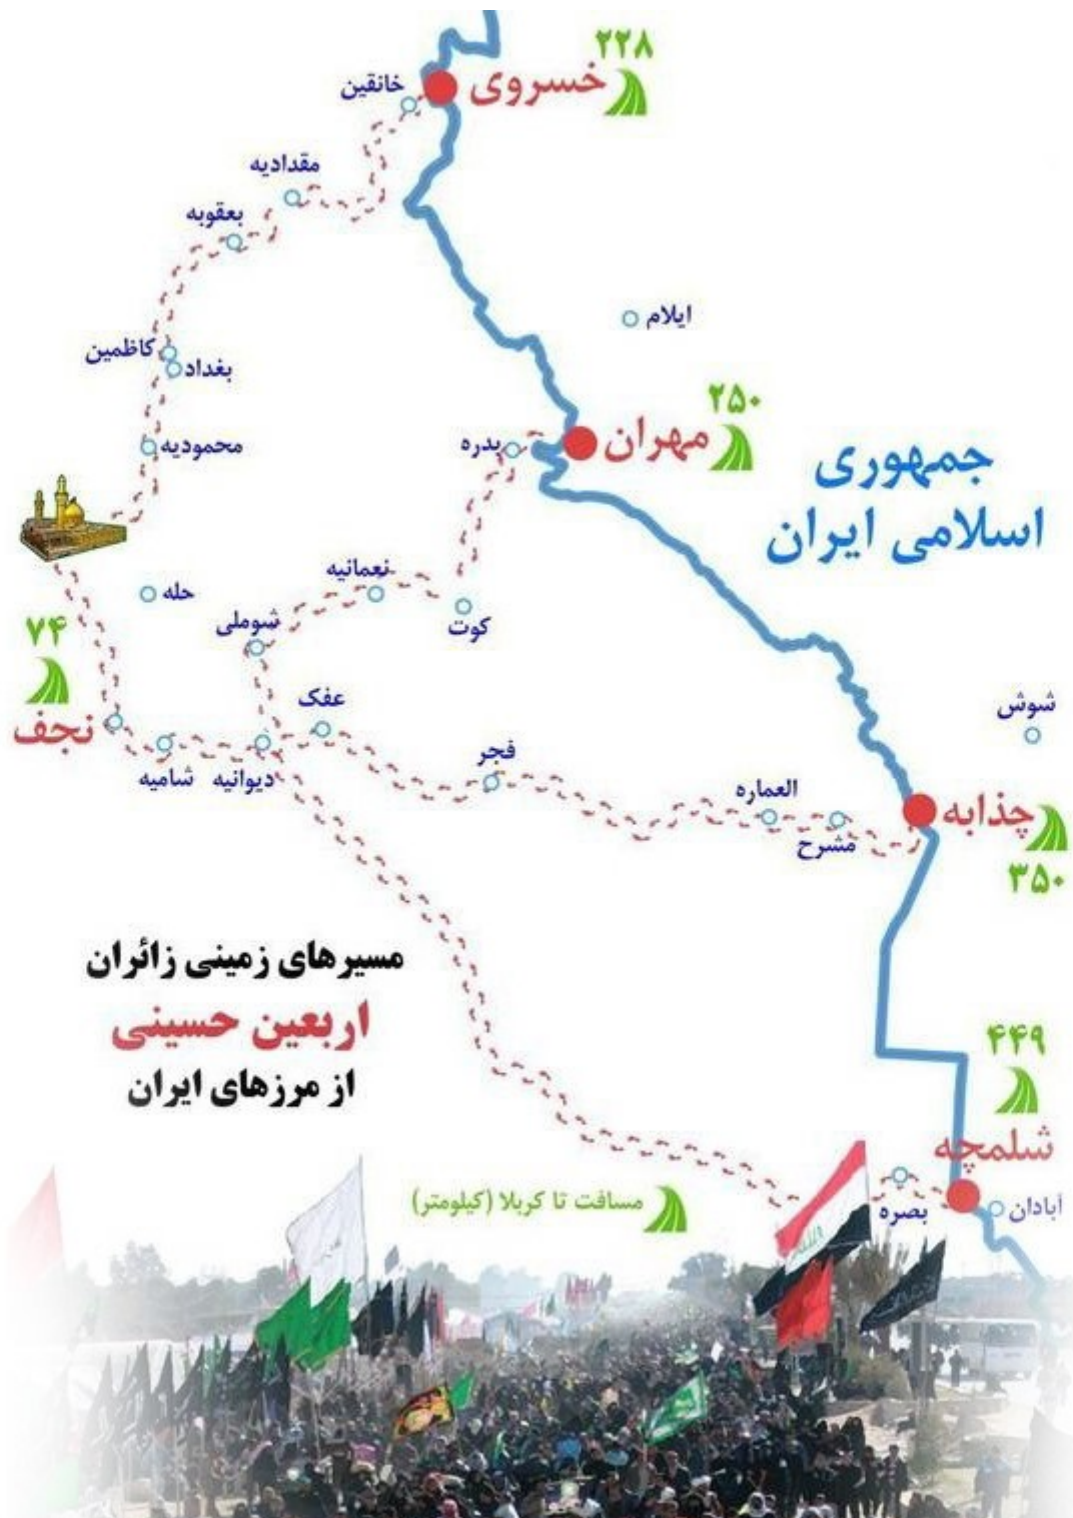 ۲۲۸
خسروی
خانقین
مقدادیه
بعقوبه
ایلام
کاظمین
بغداد
۲۵۰
مهران
بدره
محمودیه
جمهوری
اسلامی ایران
نعمانیه
حله
کوت
شوملی
۷۴
نجف
عفک
شوش
شامیه
دیوانیه
فجر
العماره
مشرح
چذابه
۳۵۰
مسیرهای زمینی زائران
اربعین حسینی
از مرزهای ایران
۴۴۹
شلمچه
مسافت تا کربلا (کیلومتر)
بصره
آبادان